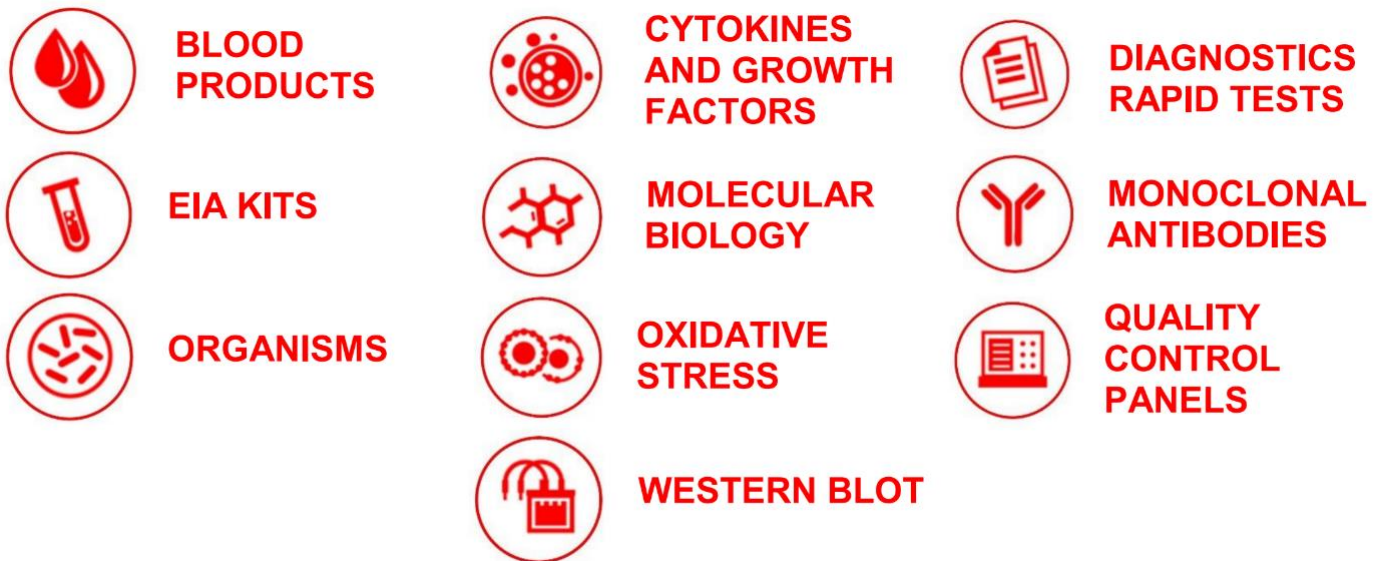 BLOOD
PRODUCTS
CYTOKINES
AND GROWTH
FACTORS
DIAGNOSTICS
RAPID TESTS
EIA KITS
MOLECULAR
BIOLOGY
MONOCLONAL
ANTIBODIES
ORGANISMS
OXIDATIVE
STRESS
QUALITY
CONTROL
PANELS
WESTERN BLOT